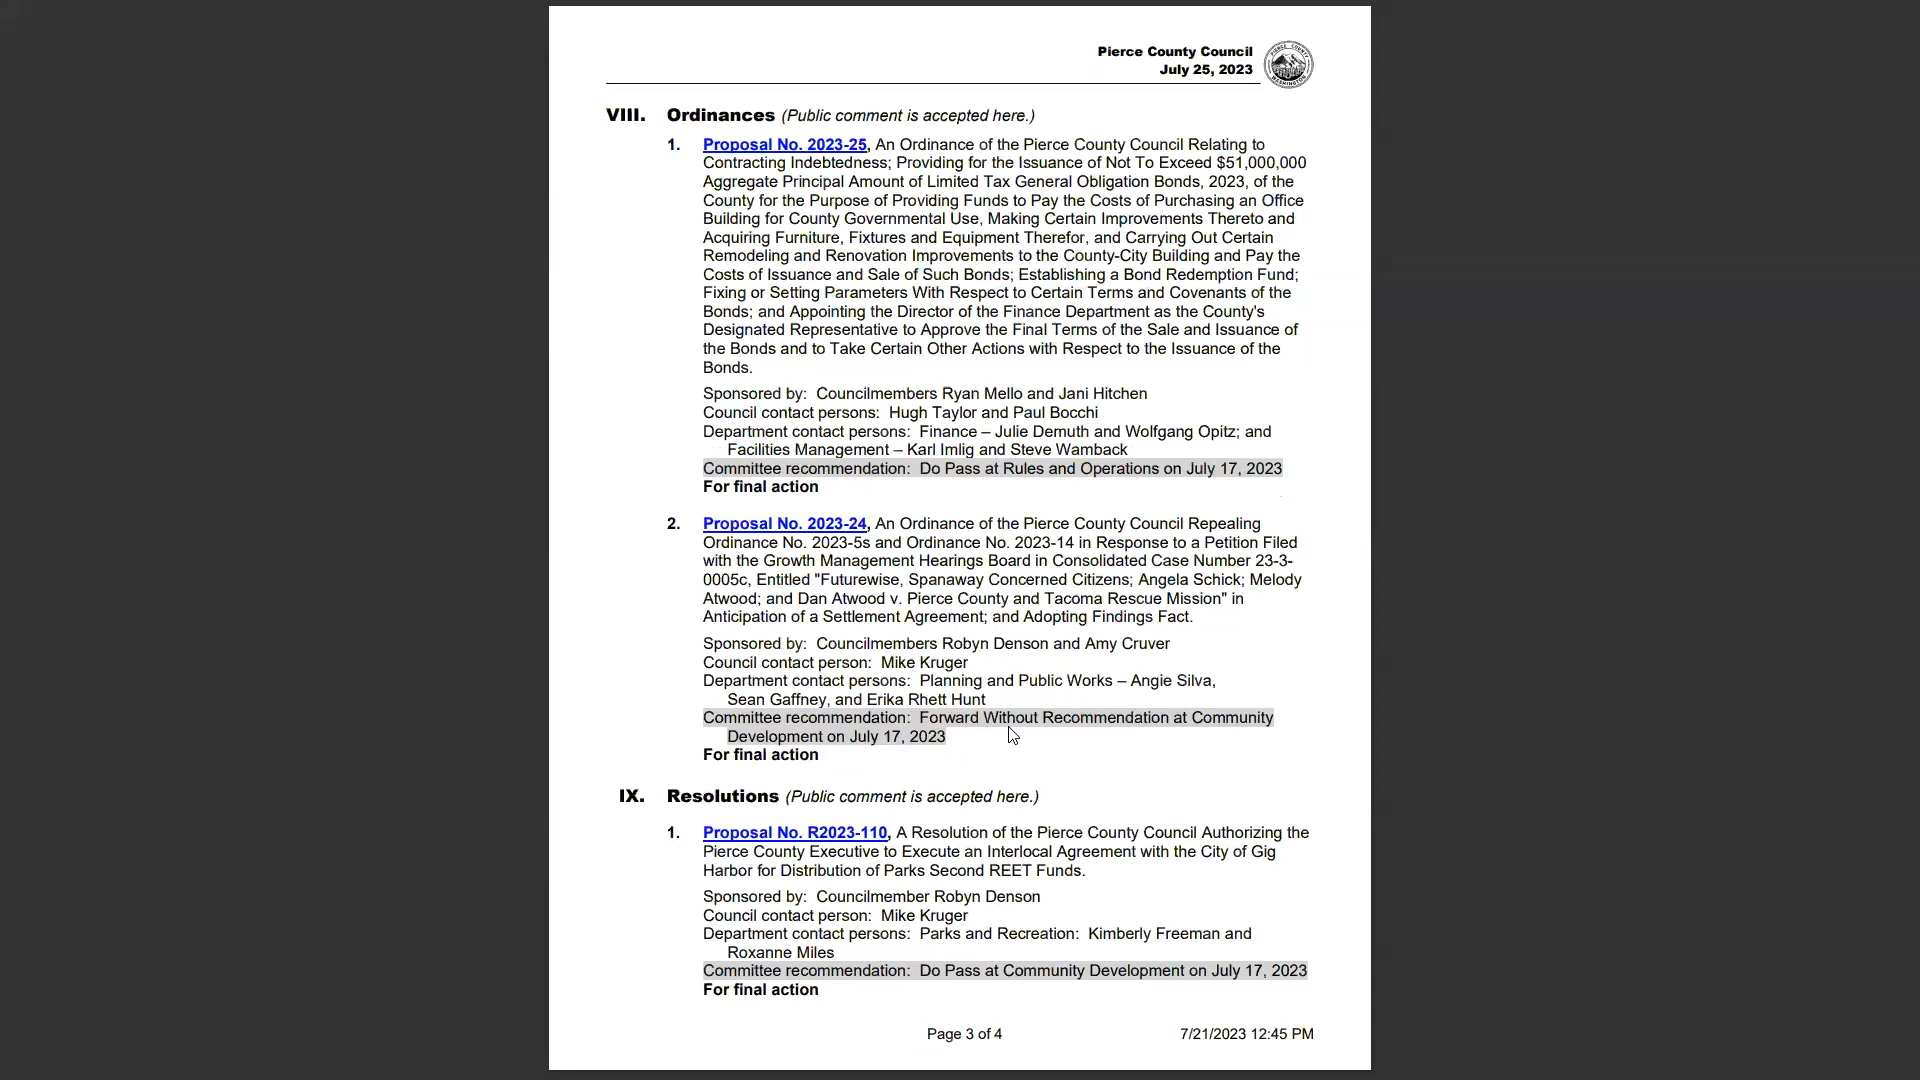 Pierce County Council
July 25, 2023
VIII. Ordinances (Public comment is accepted here.)
1. Proposal No. 2023-25, An Ordinance of the Pierce County Council Relating to
Contracting Indebtedness; Providing for the Issuance of Not To Exceed $51,000,000
Aggregate Principal Amount of Limited Tax General Obligation Bonds, 2023, of the
County for the Purpose of Providing Funds to Pay the Costs of Purchasing an Office
Building for County Governmental Use, Making Certain Improvements Thereto and
Acquiring Furniture, Fixtures and Equipment Therefor, and Carrying Out Certain
Remodeling and Renovation Improvements to the County-City Building and Pay the
Costs of Issuance and Sale of Such Bonds; Establishing a Bond Redemption Fund;
Fixing or Setting Parameters With Respect to Certain Terms and Covenants of the
Bonds; and Appointing the Director of the Finance Department as the County's
Designated Representative to Approve the Final Terms of the Sale and Issuance of
the Bonds and to Take Certain Other Actions with Respect to the Issuance of the
Bonds.
Sponsored by: Councilmembers Ryan Mello and Jani Hitchen
Council contact persons: Hugh Taylor and Paul Bocchi
Department contact persons: Finance – Julie Demuth and Wolfgang Opitz; and
Facilities Management – Karl Imlig and Steve Wamback
Committee recommendation: Do Pass at Rules and Operations on July 17, 2023
For final action
2. Proposal No. 2023-24, An Ordinance of the Pierce County Council Repealing
Ordinance No. 2023-5s and Ordinance No. 2023-14 in Response to a Petition Filed
with the Growth Management Hearings Board in Consolidated Case Number 23-3-
0005c, Entitled "Futurewise, Spanaway Concerned Citizens; Angela Schick; Melody
Atwood; and Dan Atwood v. Pierce County and Tacoma Rescue Mission" in
Anticipation of a Settlement Agreement; and Adopting Findings Fact.
Sponsored by: Councilmembers Robyn Denson and Amy Cruver
Council contact person: Mike Kruger
Department contact persons: Planning and Public Works – Angie Silva,
Sean Gaffney, and Erika Rhett Hunt
Committee recommendation: Forward Without Recommendation at Community
Development on July 17, 2023
For final action
IX. Resolutions (Public comment is accepted here.)
1. Proposal No. R2023-110, A Resolution of the Pierce County Council Authorizing the
Pierce County Executive to Execute an Interlocal Agreement with the City of Gig
Harbor for Distribution of Parks Second REET Funds.
Sponsored by: Councilmember Robyn Denson
Council contact person: Mike Kruger
Department contact persons: Parks and Recreation: Kimberly Freeman and
Roxanne Miles
Committee recommendation: Do Pass at Community Development on July 17, 2023
For final action
Page 3 of 4 7/21/2023 12:45 PM
PIERCE COUNTY
WASHINGTON